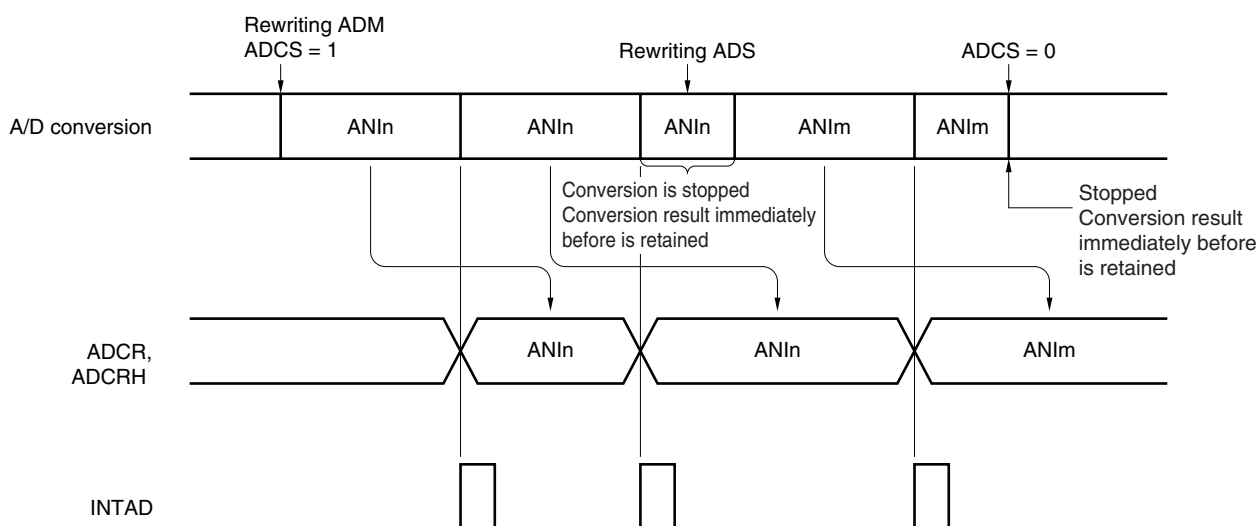 Rewriting ADM
ADCS = 1
Rewriting ADS
ADCS = 0
A/D conversion
ANIn
ANIn
ANIn
ANIm
ANIm
Conversion is stopped
Conversion result immediately
before is retained
Stopped
Conversion result
immediately before
is retained
ADCR,
ADCRH
ANIn
ANIn
ANIm
INTAD